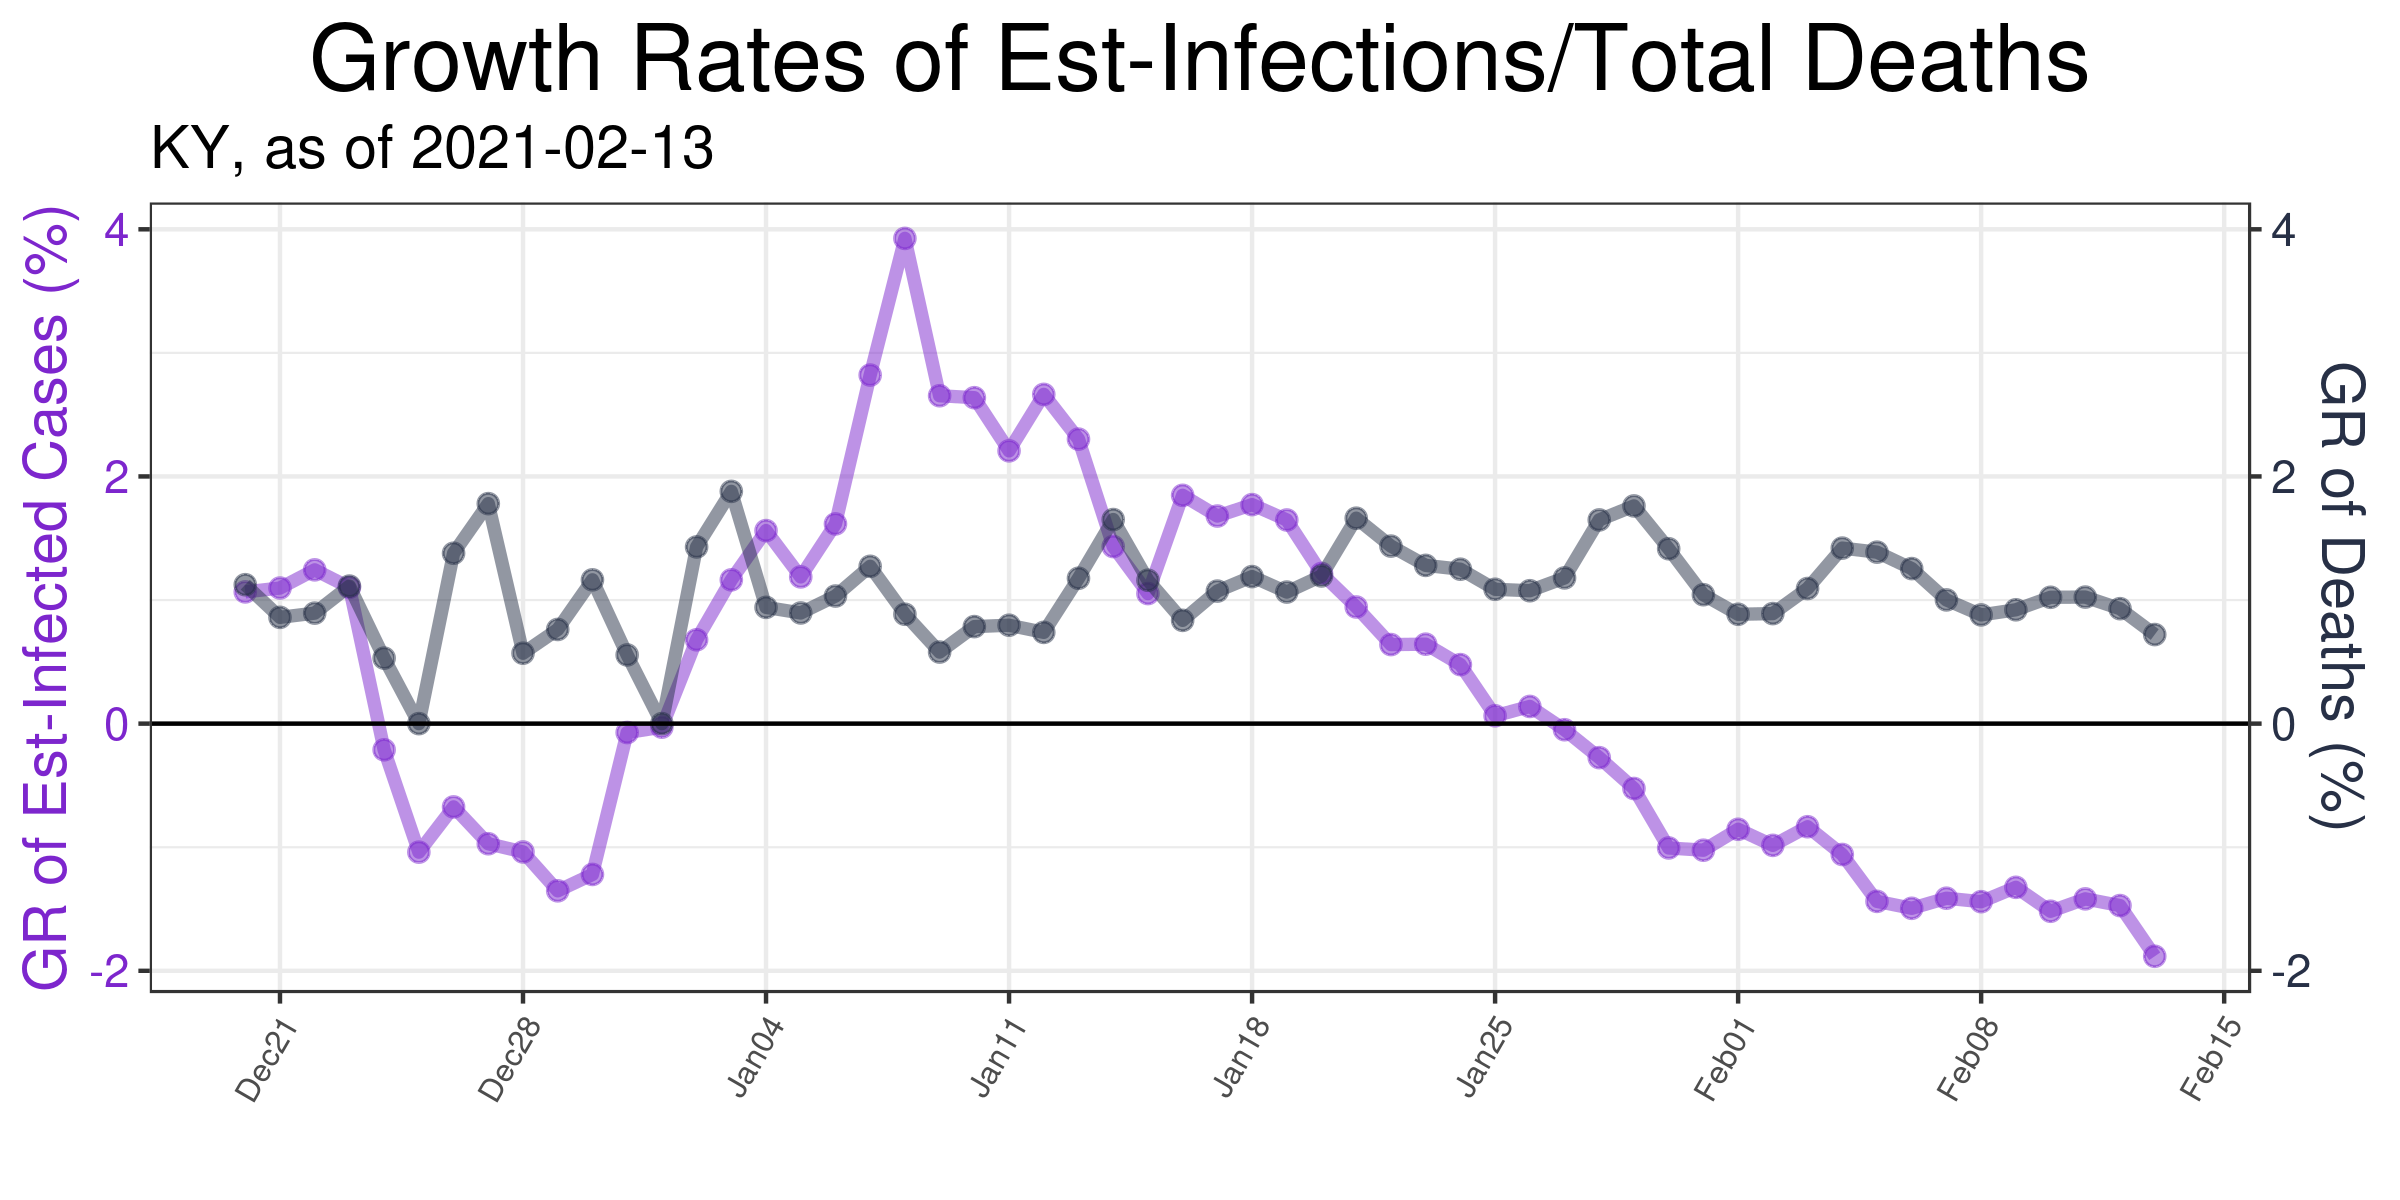 Growth Rates of Est-Infections/Total Deaths
KY, as of 2021-02-13
GR of Est-Infected Cases (%)
4
2
0
-2
4
2
0
-2
GR of Deaths (%)
Dec21
Dec28
Jan04
Jan11
Jan18
Jan25
Feb01
Feb08
Feb15